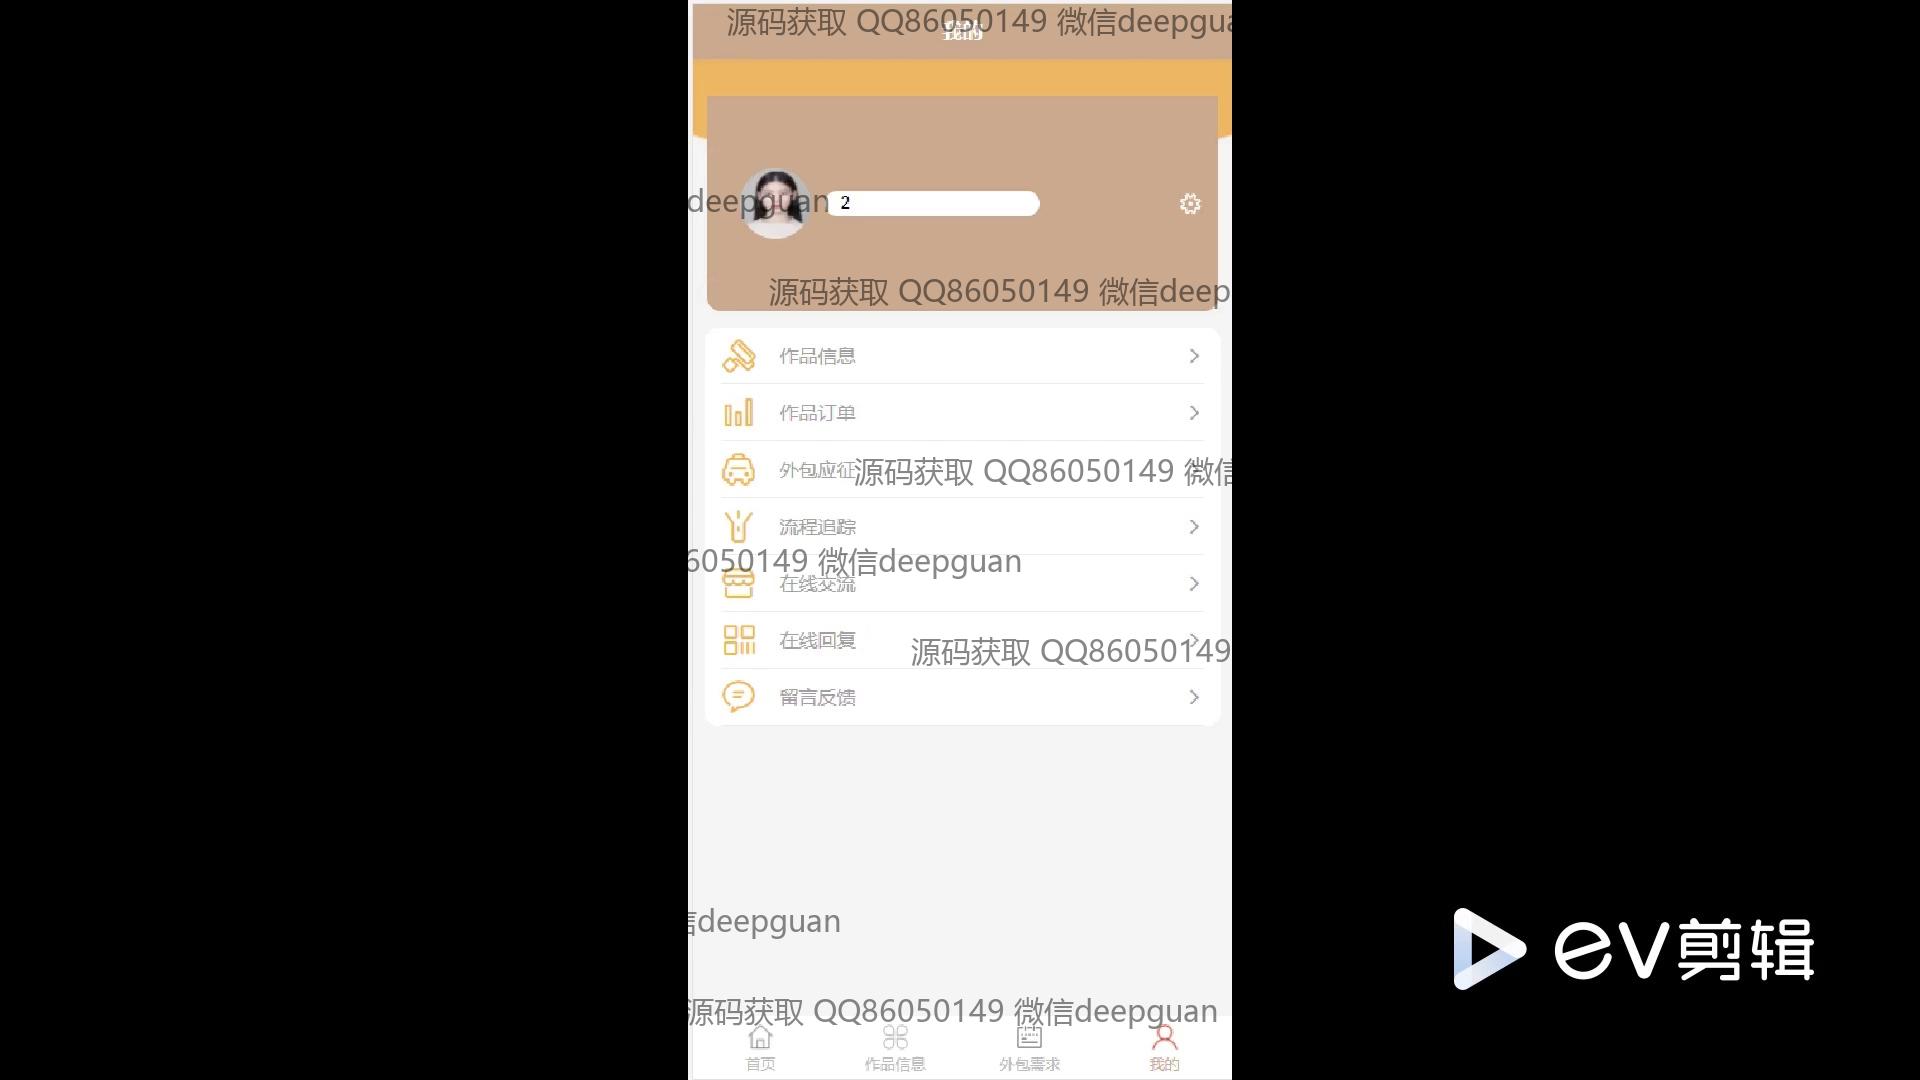 源码获取 QQ86050149 微信deepgua
我的
deepguan
2
源码获取 QQ86050149 微信deep
作品信息
作品订单
外包应征
源码获取 QQ86050149 微信
流程追踪
6050149 微信deepguan
在线交流
在线回复
源码获取 QQ86050149
留言反馈
信deepguan
源码获取 QQ86050149 微信deepguan
首页
作品信息
外包需求
我的
ev剪辑